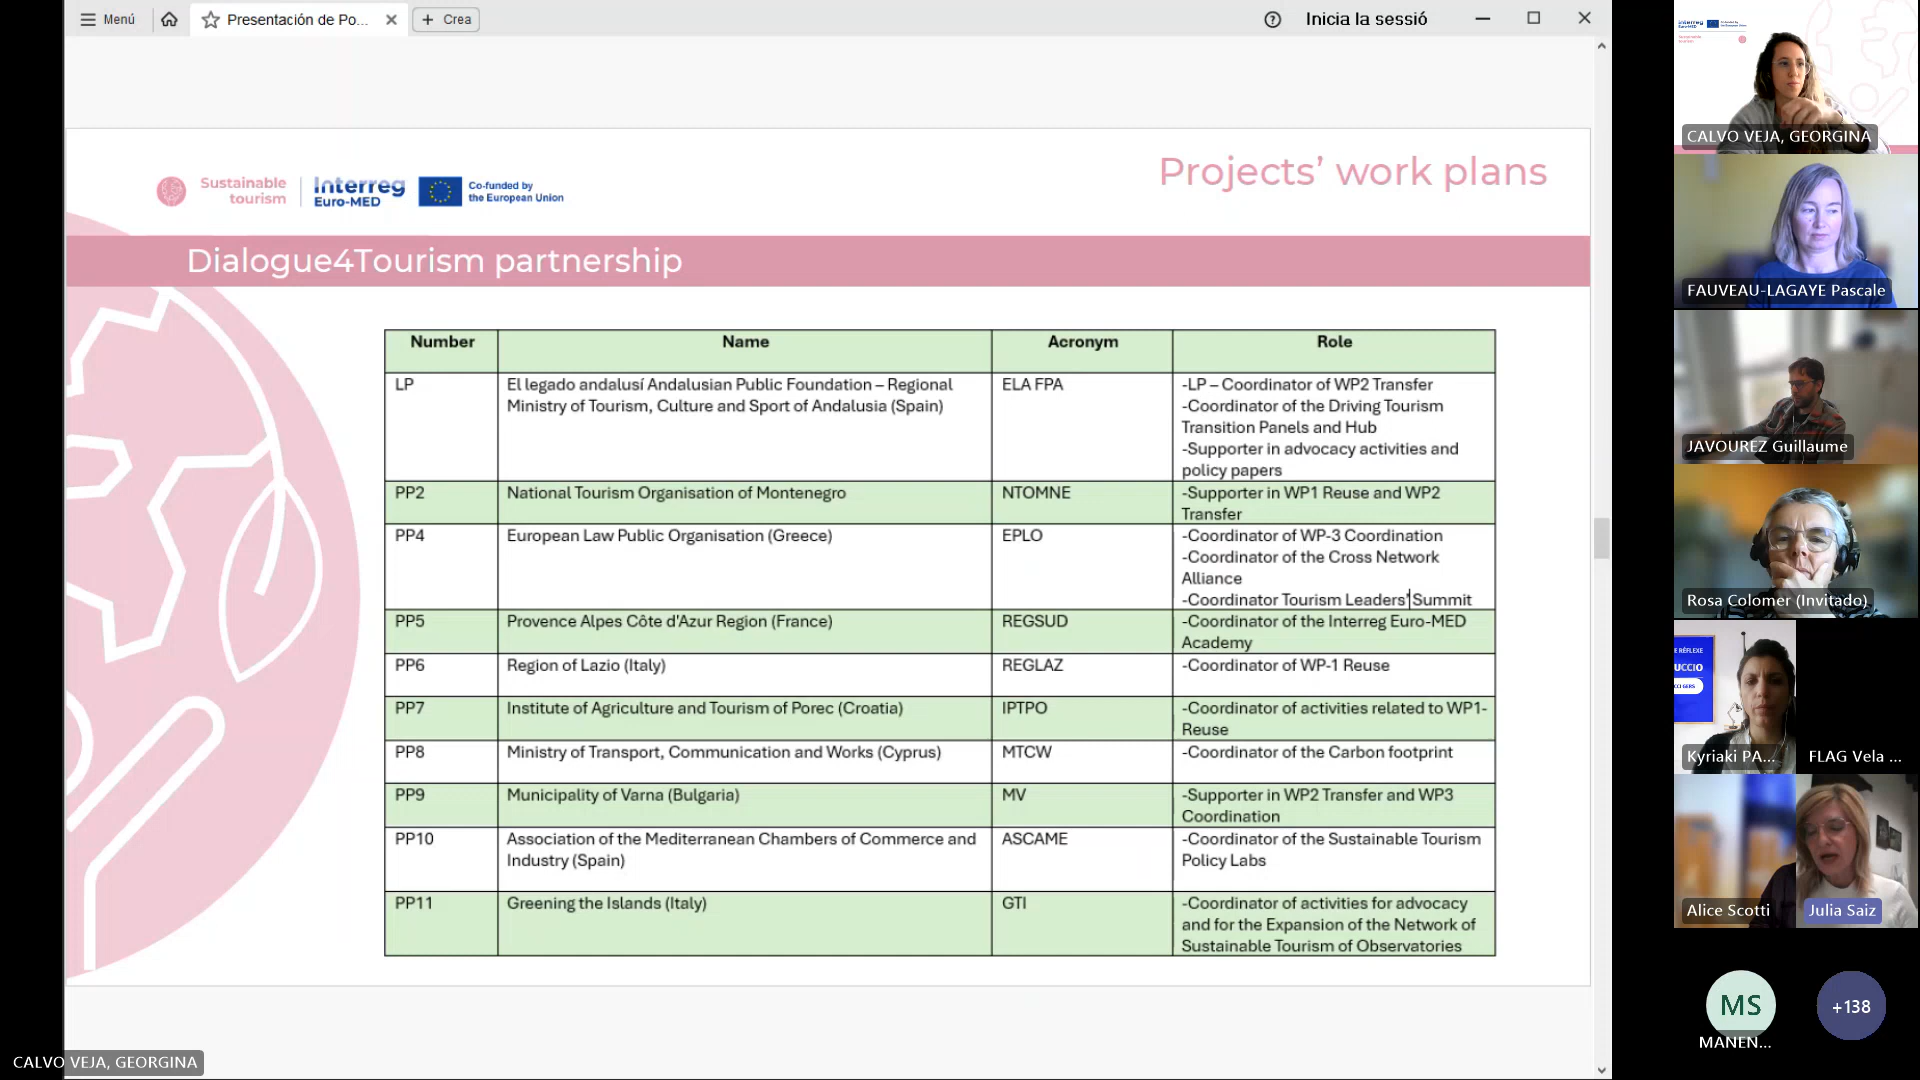 Menú
Presentación de Po...
Crea
Inicia la sessió
Sustainable
tourism
Interreg
Euro-MED
Co-funded by
the European Union
Projects’ work plans
Dialogue4Tourism partnership
Number Name Acronym Role
LP El legado andalusí Andalusian Public Foundation – Regional Ministry of Tourism, Culture and Sport of Andalusia (Spain) ELA FPA -LP – Coordinator of WP2 Transfer
-Coordinator of the Driving Tourism
Transition Panels and Hub
-Supporter in advocacy activities and
policy papers
PP2 National Tourism Organisation of Montenegro NTOMNE -Supporter in WP1 Reuse and WP2
Transfer
PP4 European Law Public Organisation (Greece) EPLO -Coordinator of WP-3 Coordination
-Coordinator of the Cross Network
Alliance
-Coordinator Tourism Leaders' Summit
PP5 Provence Alpes Côte d'Azur Region (France) REGSUD -Coordinator of the Interreg Euro-MED
Academy
PP6 Region of Lazio (Italy) REGLAZ -Coordinator of WP-1 Reuse
PP7 Institute of Agriculture and Tourism of Porec (Croatia) IPTPO -Coordinator of activities related to WP1-
Reuse
PP8 Ministry of Transport, Communication and Works (Cyprus) MTCW -Coordinator of the Carbon footprint
PP9 Municipality of Varna (Bulgaria) MV -Supporter in WP2 Transfer and WP3
Coordination
PP10 Association of the Mediterranean Chambers of Commerce and Industry (Spain) ASCAME -Coordinator of the Sustainable Tourism
Policy Labs
PP11 Greening the Islands (Italy) GTI -Coordinator of activities for advocacy
and for the Expansion of the Network of
Sustainable Tourism of Observatories
CALVO VEJA, GEORGINA
CALVO VEJA, GEORGINA
FAUVEAU-LAGAYE Pascale
JAVOUREZ Guillaume
Rosa Colomer (Invitado)
E RÉFLEXE
UCCIO
Kyriaki PA...
FLAG Vela ...
Alice Scotti
Julia Saiz
MS
MANEN...
+138